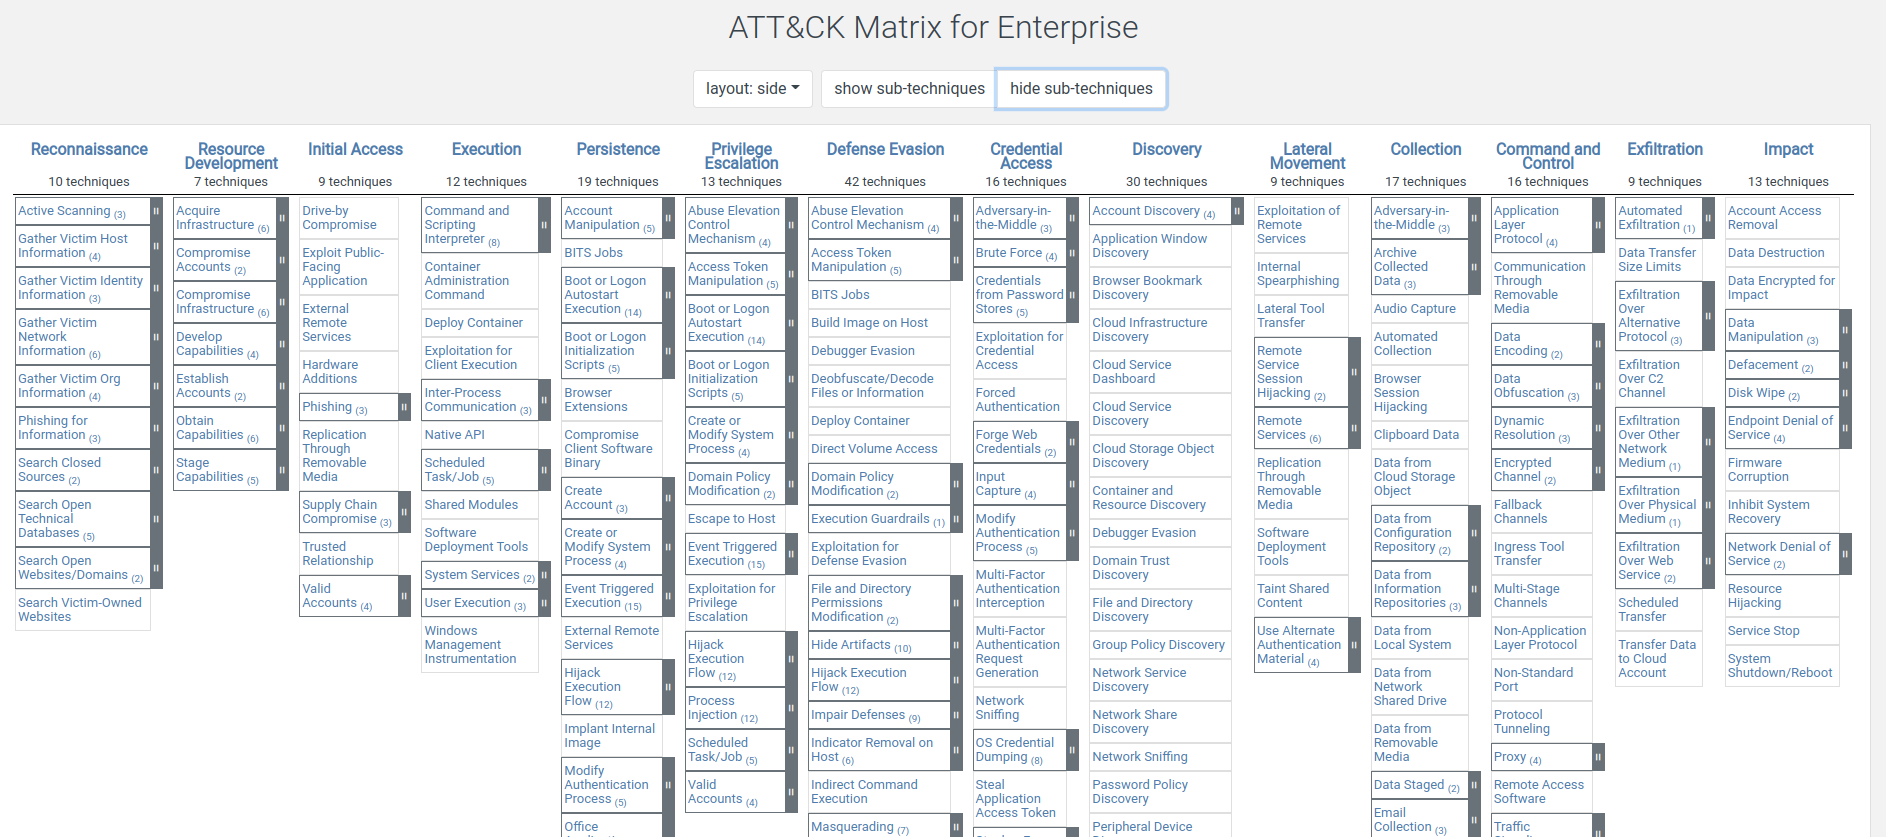 ATT&CK Matrix for Enterprise
layout: side
show sub-techniques
hide sub-techniques
Reconnaissance
10 techniques
Active Scanning (3)
Gather Victim Host
Information (4)
Gather Victim Identity
Information (3)
Gather Victim
Network
Information (6)
Gather Victim Org
Information (4)
Phishing for
Information (3)
Search Closed
Sources (2)
Search Open
Technical
Databases (5)
Search Open
Websites/Domains (2)
Search Victim-Owned
Websites
Resource
Development
7 techniques
Acquire
Infrastructure (6)
Compromise
Accounts (2)
Compromise
Infrastructure (6)
Develop
Capabilities (4)
Establish
Accounts (2)
Obtain
Capabilities (6)
Stage
Capabilities (5)
Initial Access
9 techniques
Drive-by
Compromise
Exploit Public-
Facing
Application
External
Remote
Services
Hardware
Additions
Phishing (3)
Replication
Through
Removable
Media
Supply Chain
Compromise (3)
Trusted
Relationship
Valid
Accounts (4)
Execution
12 techniques
Command and
Scripting
Interpreter (8)
Container
Administration
Command
Deploy Container
Exploitation for
Client Execution
Inter-Process
Communication (3)
Native API
Scheduled
Task/Job (5)
Shared Modules
Software
Deployment Tools
System Services (2)
User Execution (3)
Windows
Management
Instrumentation
Persistence
19 techniques
Account
Manipulation (5)
BITS Jobs
Boot or Logon
Autostart
Execution (14)
Boot or Logon
Initialization
Scripts (5)
Browser
Extensions
Compromise
Client Software
Binary
Create
Account (3)
Create or
Modify System
Process (4)
Event Triggered
Execution (15)
External Remote
Services
Hijack
Execution
Flow (12)
Implant Internal
Image
Modify
Authentication
Process (5)
Office
Privilege
Escalation
13 techniques
Abuse Elevation
Control
Mechanism (4)
Access Token
Manipulation (5)
Boot or Logon
Autostart
Execution (14)
Boot or Logon
Initialization
Scripts (5)
Create or
Modify System
Process (4)
Domain Policy
Modification (2)
Escape to Host
Event Triggered
Execution (15)
Exploitation for
Privilege
Escalation
Hijack
Execution
Flow (12)
Process
Injection (12)
Scheduled
Task/Job (5)
Valid
Accounts (4)
Defense Evasion
42 techniques
Abuse Elevation
Control Mechanism (4)
Access Token
Manipulation (5)
BITS Jobs
Build Image on Host
Debugger Evasion
Deobfuscate/Decode
Files or Information
Deploy Container
Direct Volume Access
Domain Policy
Modification (2)
Execution Guardrails (1)
Exploitation for
Defense Evasion
File and Directory
Permissions
Modification (2)
Hide Artifacts (10)
Hijack Execution
Flow (12)
Impair Defenses (9)
Indicator Removal on
Host (6)
Indirect Command
Execution
Masquerading (7)
Credential
Access
16 techniques
Adversary-in-
the-Middle (3)
Brute Force (4)
Credentials
from Password
Stores (5)
Exploitation for
Credential
Access
Forced
Authentication
Forge Web
Credentials (2)
Input
Capture (4)
Modify
Authentication
Process (5)
Multi-Factor
Authentication
Interception
Multi-Factor
Authentication
Request
Generation
Network
Sniffing
OS Credential
Dumping (8)
Steal
Application
Access Token
Discovery
30 techniques
Account Discovery (4)
Application Window
Discovery
Browser Bookmark
Discovery
Cloud Infrastructure
Discovery
Cloud Service
Dashboard
Cloud Service
Discovery
Cloud Storage Object
Discovery
Container and
Resource Discovery
Debugger Evasion
Domain Trust
Discovery
File and Directory
Discovery
Group Policy Discovery
Network Service
Discovery
Network Share
Discovery
Network Sniffing
Password Policy
Discovery
Peripheral Device
Lateral
Movement
9 techniques
Exploitation of
Remote
Services
Internal
Spearphishing
Lateral Tool
Transfer
Remote
Service
Session
Hijacking (2)
Remote
Services (6)
Replication
Through
Removable
Media
Software
Deployment
Tools
Taint Shared
Content
Use Alternate
Authentication
Material (4)
Collection
17 techniques
Adversary-in-
the-Middle (3)
Archive
Collected
Data (3)
Audio Capture
Automated
Collection
Browser
Session
Hijacking
Clipboard Data
Data from
Cloud Storage
Object
Data from
Configuration
Repository (2)
Data from
Information
Repositories (3)
Data from
Local System
Data from
Network
Shared Drive
Data from
Removable
Media
Data Staged (2)
Email
Collection (3)
Command and
Control
16 techniques
Application
Layer
Protocol (4)
Communication
Through
Removable
Media
Data
Encoding (2)
Data
Obfuscation (3)
Dynamic
Resolution (3)
Encrypted
Channel (2)
Fallback
Channels
Ingress Tool
Transfer
Multi-Stage
Channels
Non-Application
Layer Protocol
Non-Standard
Port
Protocol
Tunneling
Proxy (4)
Remote Access
Software
Traffic
Exfiltration
9 techniques
Automated
Exfiltration (1)
Data Transfer
Size Limits
Exfiltration
Over
Alternative
Protocol (3)
Exfiltration
Over C2
Channel
Exfiltration
Over Other
Network
Medium (1)
Exfiltration
Over Physical
Medium (1)
Exfiltration
Over Web
Service (2)
Scheduled
Transfer
Transfer Data
to Cloud
Account
Impact
13 techniques
Account Access
Removal
Data Destruction
Data Encrypted for
Impact
Data
Manipulation (3)
Defacement (2)
Disk Wipe (2)
Endpoint Denial of
Service (4)
Firmware
Corruption
Inhibit System
Recovery
Network Denial of
Service (2)
Resource
Hijacking
Service Stop
System
Shutdown/Reboot